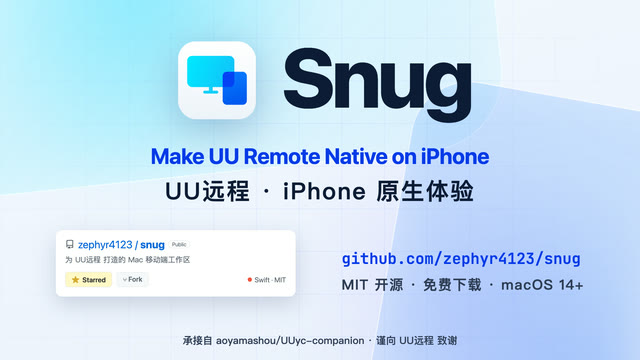 Snug
Make UU Remote Native on iPhone
UU远程 · iPhone 原生体验
zephyr4123 / snug Public
为 UU远程 打造的 Mac 移动端工作区
Starred Fork
Swift · MIT
github.com/zephyr4123/snug
MIT 开源 · 免费下载 · macOS 14+
承接自 aoyamashou/UUyc-companion · 谨向 UU远程 致谢